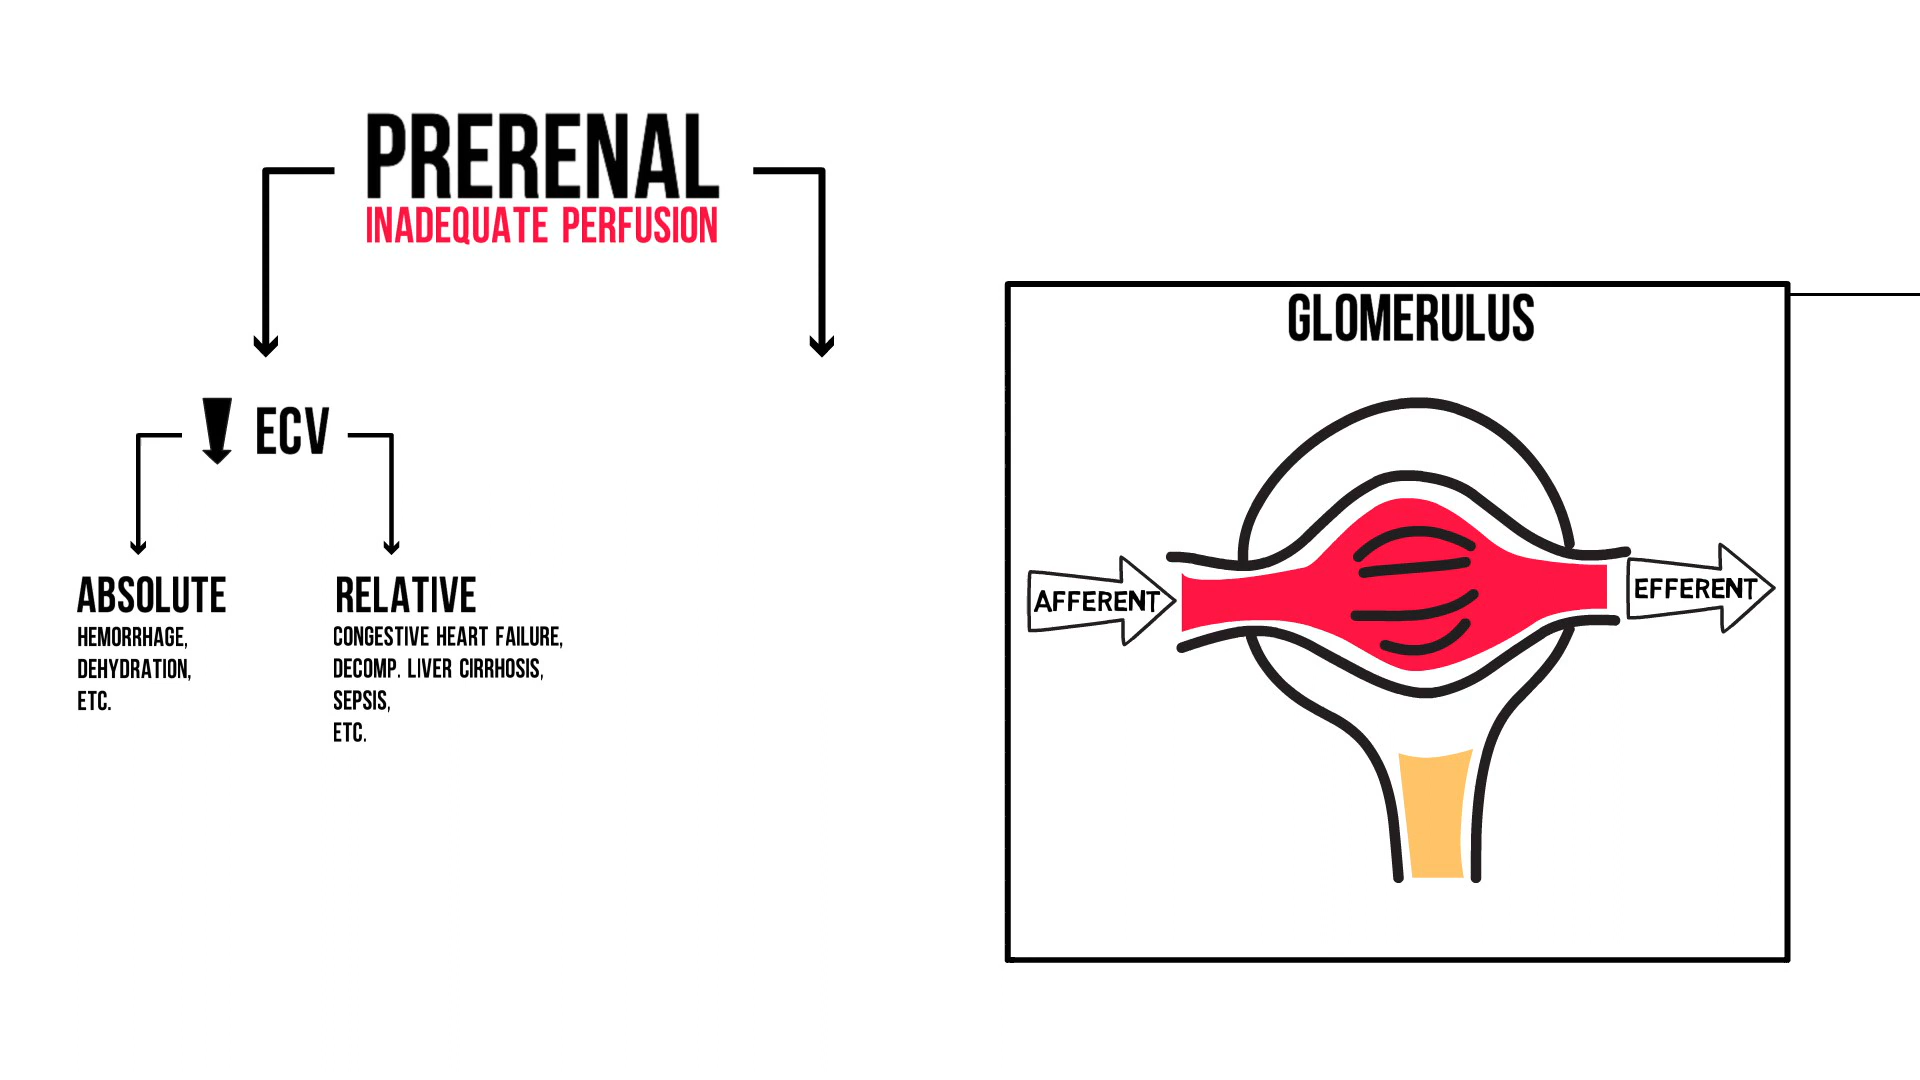 PRERENAL
INADEQUATE PERFUSION
ECV
ABSOLUTE
HEMORRHAGE,
DEHYDRATION,
ETC.
RELATIVE
CONGESTIVE HEART FAILURE,
DECOMP. LIVER CIRRHOSIS,
SEPSIS,
ETC.
GLOMERULUS
AFFERENT
EFFERENT